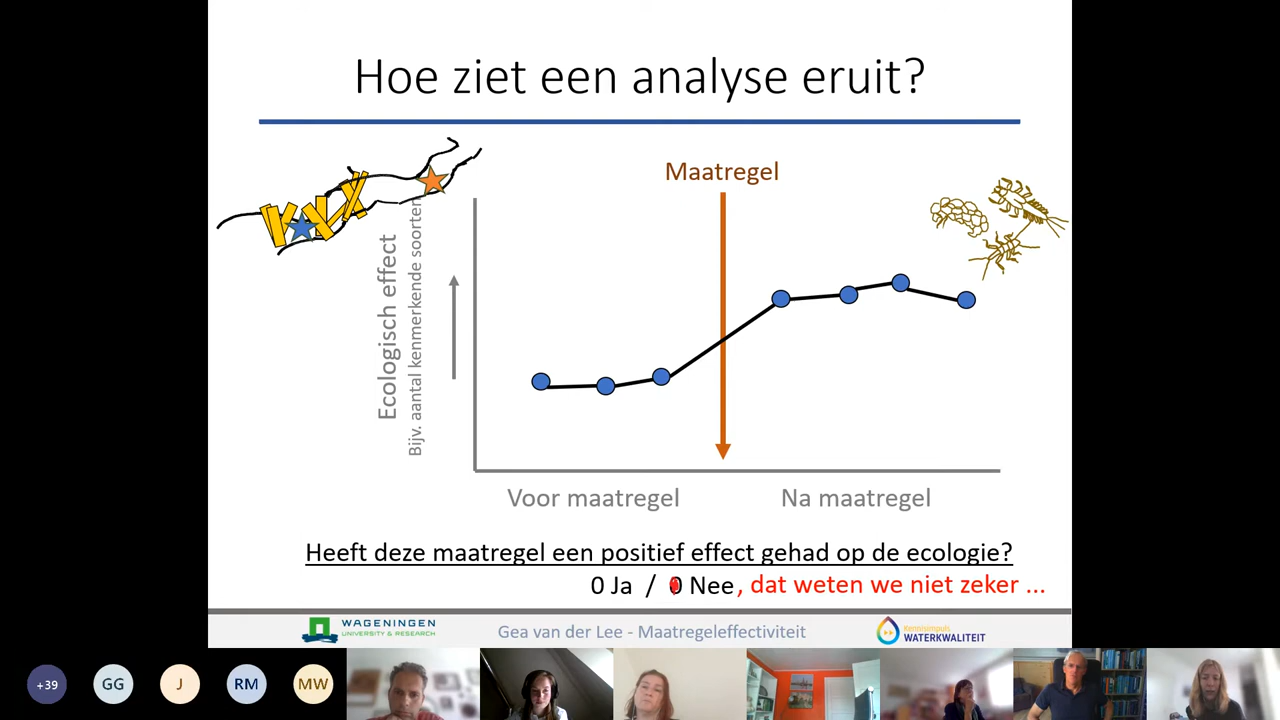 Hoe ziet een analyse eruit?
Maatregel
Ecologisch effect
Bijv. aantal kenmerkende soorten
Voor maatregel
Na maatregel
Heeft deze maatregel een positief effect gehad op de ecologie?
0 Ja / 0 Nee, dat weten we niet zeker ...
WAGENINGEN
UNIVERSITY & RESEARCH
Gea van der Lee - Maatregeleffectiviteit
Kennisimpuls
WATERKWALITEIT
+39
GG
J
RM
MW